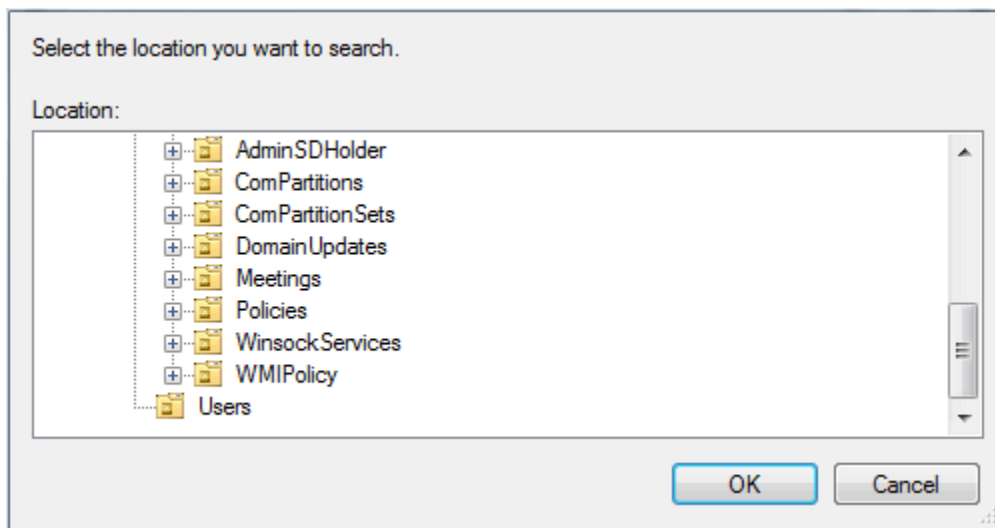 Select the location you want to search.
Location:
AdminSDHolder
ComPartitions
ComPartitionSets
DomainUpdates
Meetings
Policies
WinsockServices
WMIPolicy
Users
OK Cancel